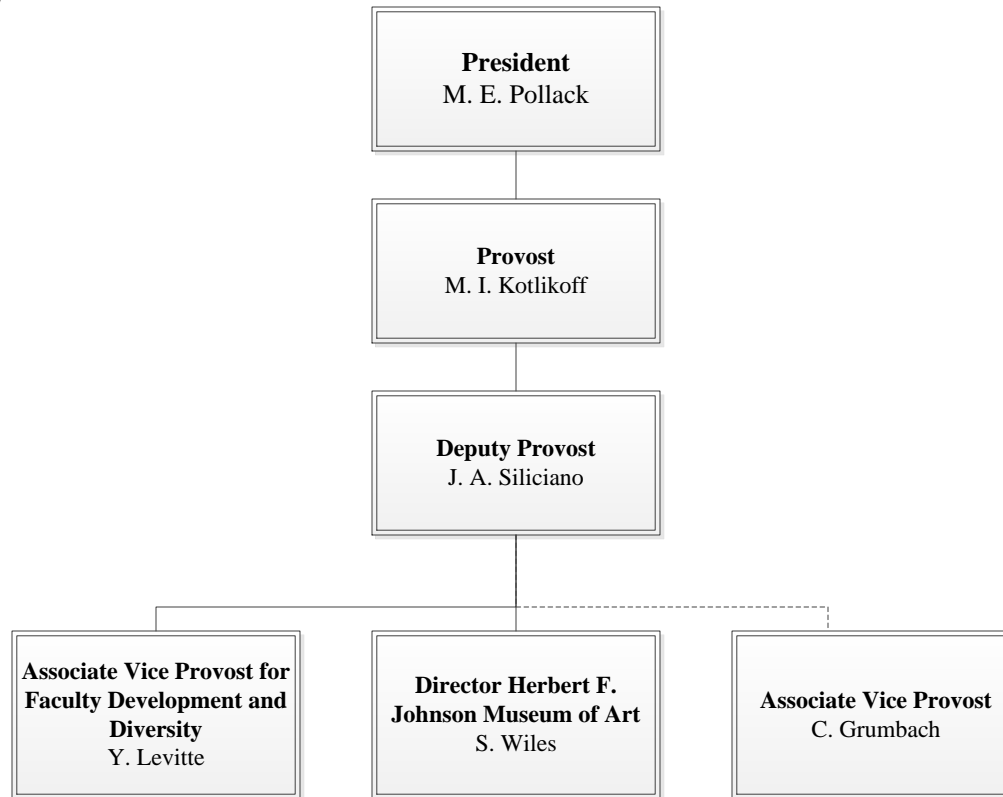 President
M. E. Pollack
Provost
M. I. Kotlikoff
Deputy Provost
J. A. Siliciano
Associate Vice Provost for
Faculty Development and
Diversity
Y. Levitte
Director Herbert F.
Johnson Museum of Art
S. Wiles
Associate Vice Provost
C. Grumbach